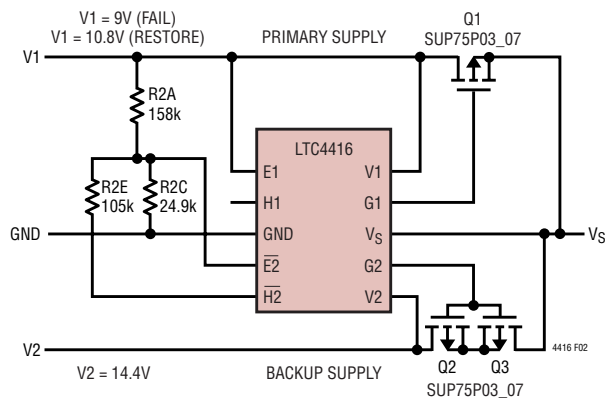 V1 = 9V (FAIL)
V1 = 10.8V (RESTORE)
PRIMARY SUPPLY
Q1
SUP75P03_07
V1
R2A
158k
LTC4416
R2E
105k
R2C
24.9k
E1
V1
H1
G1
GND
GND
VS
VS
E2
G2
H2
V2
V2
4416 F02
V2 = 14.4V
BACKUP SUPPLY
Q2
Q3
SUP75P03_07